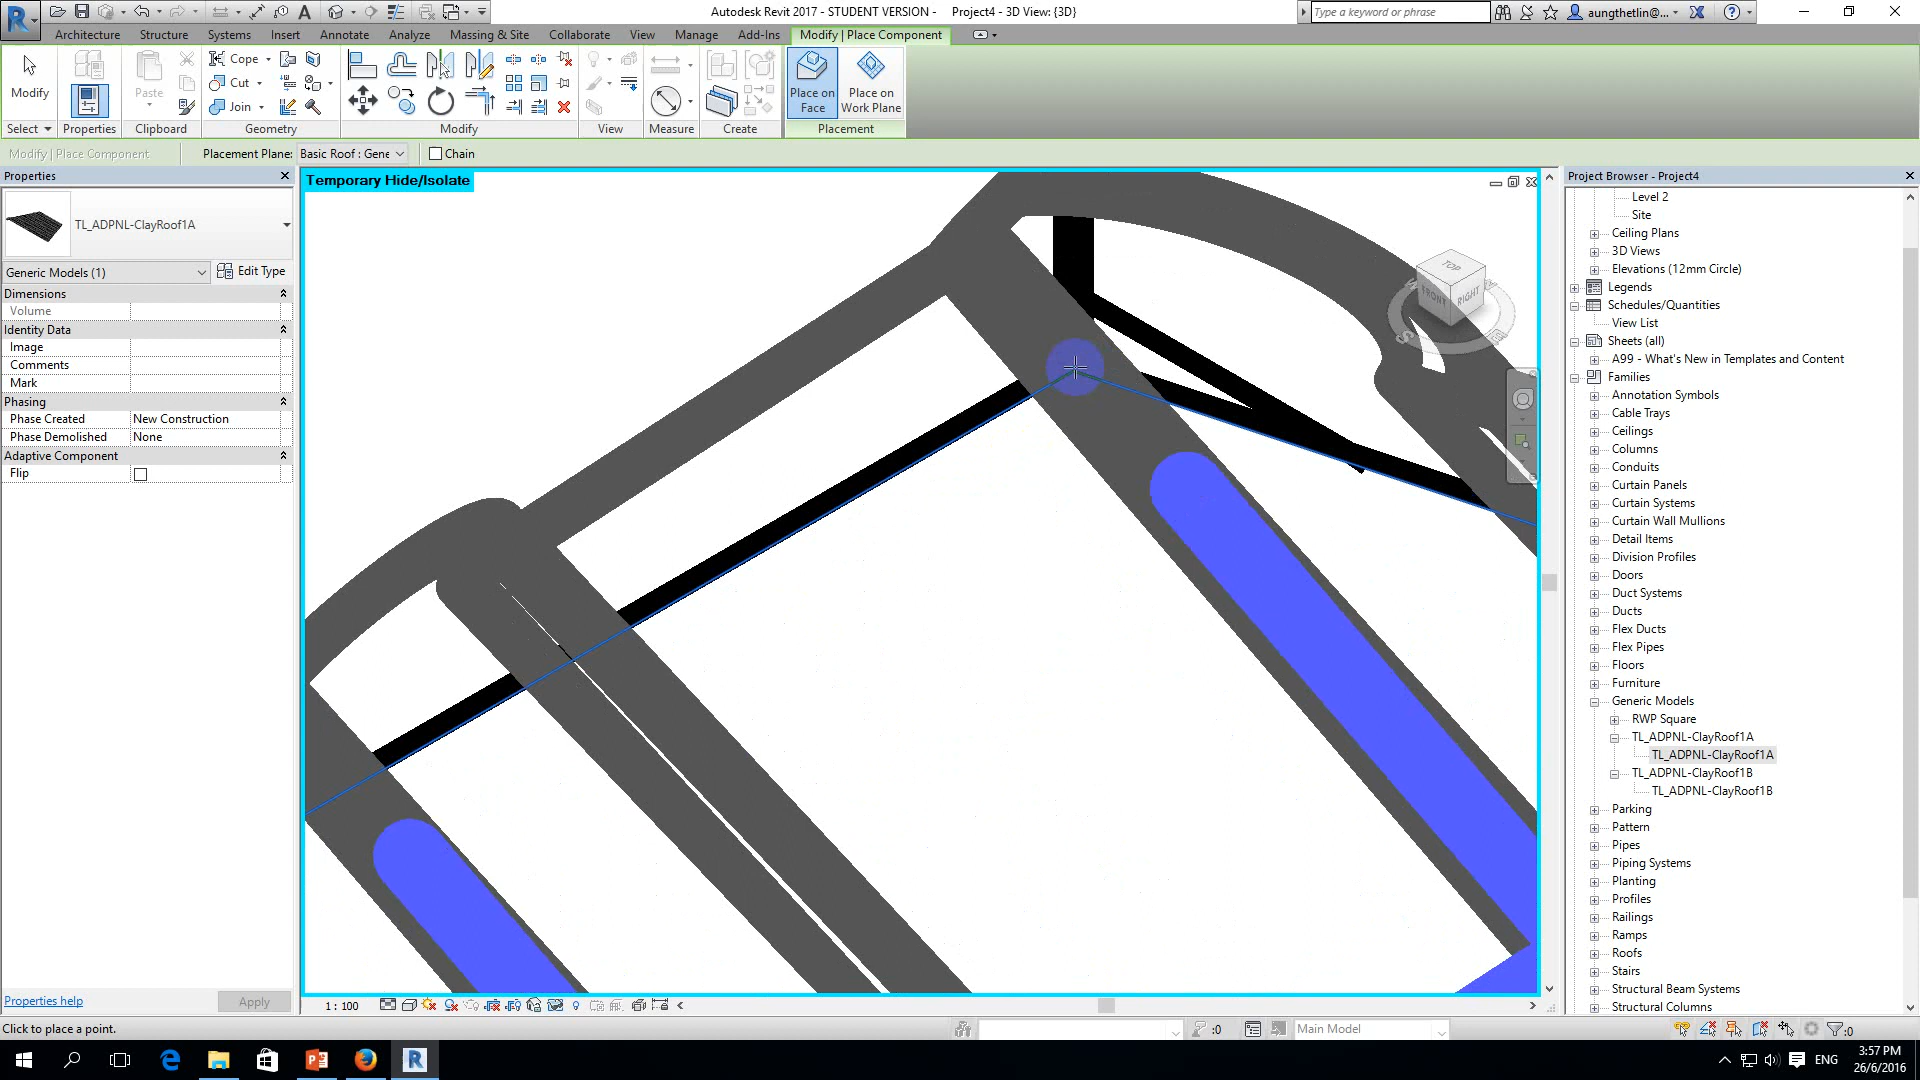 Autodesk Revit 2017 - STUDENT VERSION - Project4 - 3D View: {3D}
Type a keyword or phrase
aungthetlin@...
Architecture Structure Systems Insert Annotate Analyze Massing & Site Collaborate View Manage Add-Ins Modify | Place Component
Modify
Paste
Cope
Cut
Join
Place on Face
Place on Work Plane
Select Properties Clipboard Geometry Modify View Measure Create Placement
Modify | Place Component
Placement Plane: Basic Roof : Gene
Chain
Properties
TL_ADPNL-ClayRoof1A
Generic Models (1)
Edit Type
Dimensions
Volume
Identity Data
Image
Comments
Mark
Phasing
Phase Created New Construction
Phase Demolished None
Adaptive Component
Flip
Properties help
Apply
Temporary Hide/Isolate
TOP
FRONT
RIGHT
S
E
1 : 100
Project Browser - Project4
Level 2
Site
Ceiling Plans
3D Views
Elevations (12mm Circle)
Legends
Schedules/Quantities
View List
Sheets (all)
A99 - What's New in Templates and Content
Families
Annotation Symbols
Cable Trays
Ceilings
Columns
Conduits
Curtain Panels
Curtain Systems
Curtain Wall Mullions
Detail Items
Division Profiles
Doors
Duct Systems
Ducts
Flex Ducts
Flex Pipes
Floors
Furniture
Generic Models
RWP Square
TL_ADPNL-ClayRoof1A
TL_ADPNL-ClayRoof1A
TL_ADPNL-ClayRoof1B
TL_ADPNL-ClayRoof1B
Parking
Pattern
Pipes
Piping Systems
Planting
Profiles
Railings
Ramps
Roofs
Stairs
Structural Beam Systems
Structural Columns
Click to place a point.
:0
Main Model
:0
ENG
3:57 PM
26/6/2016